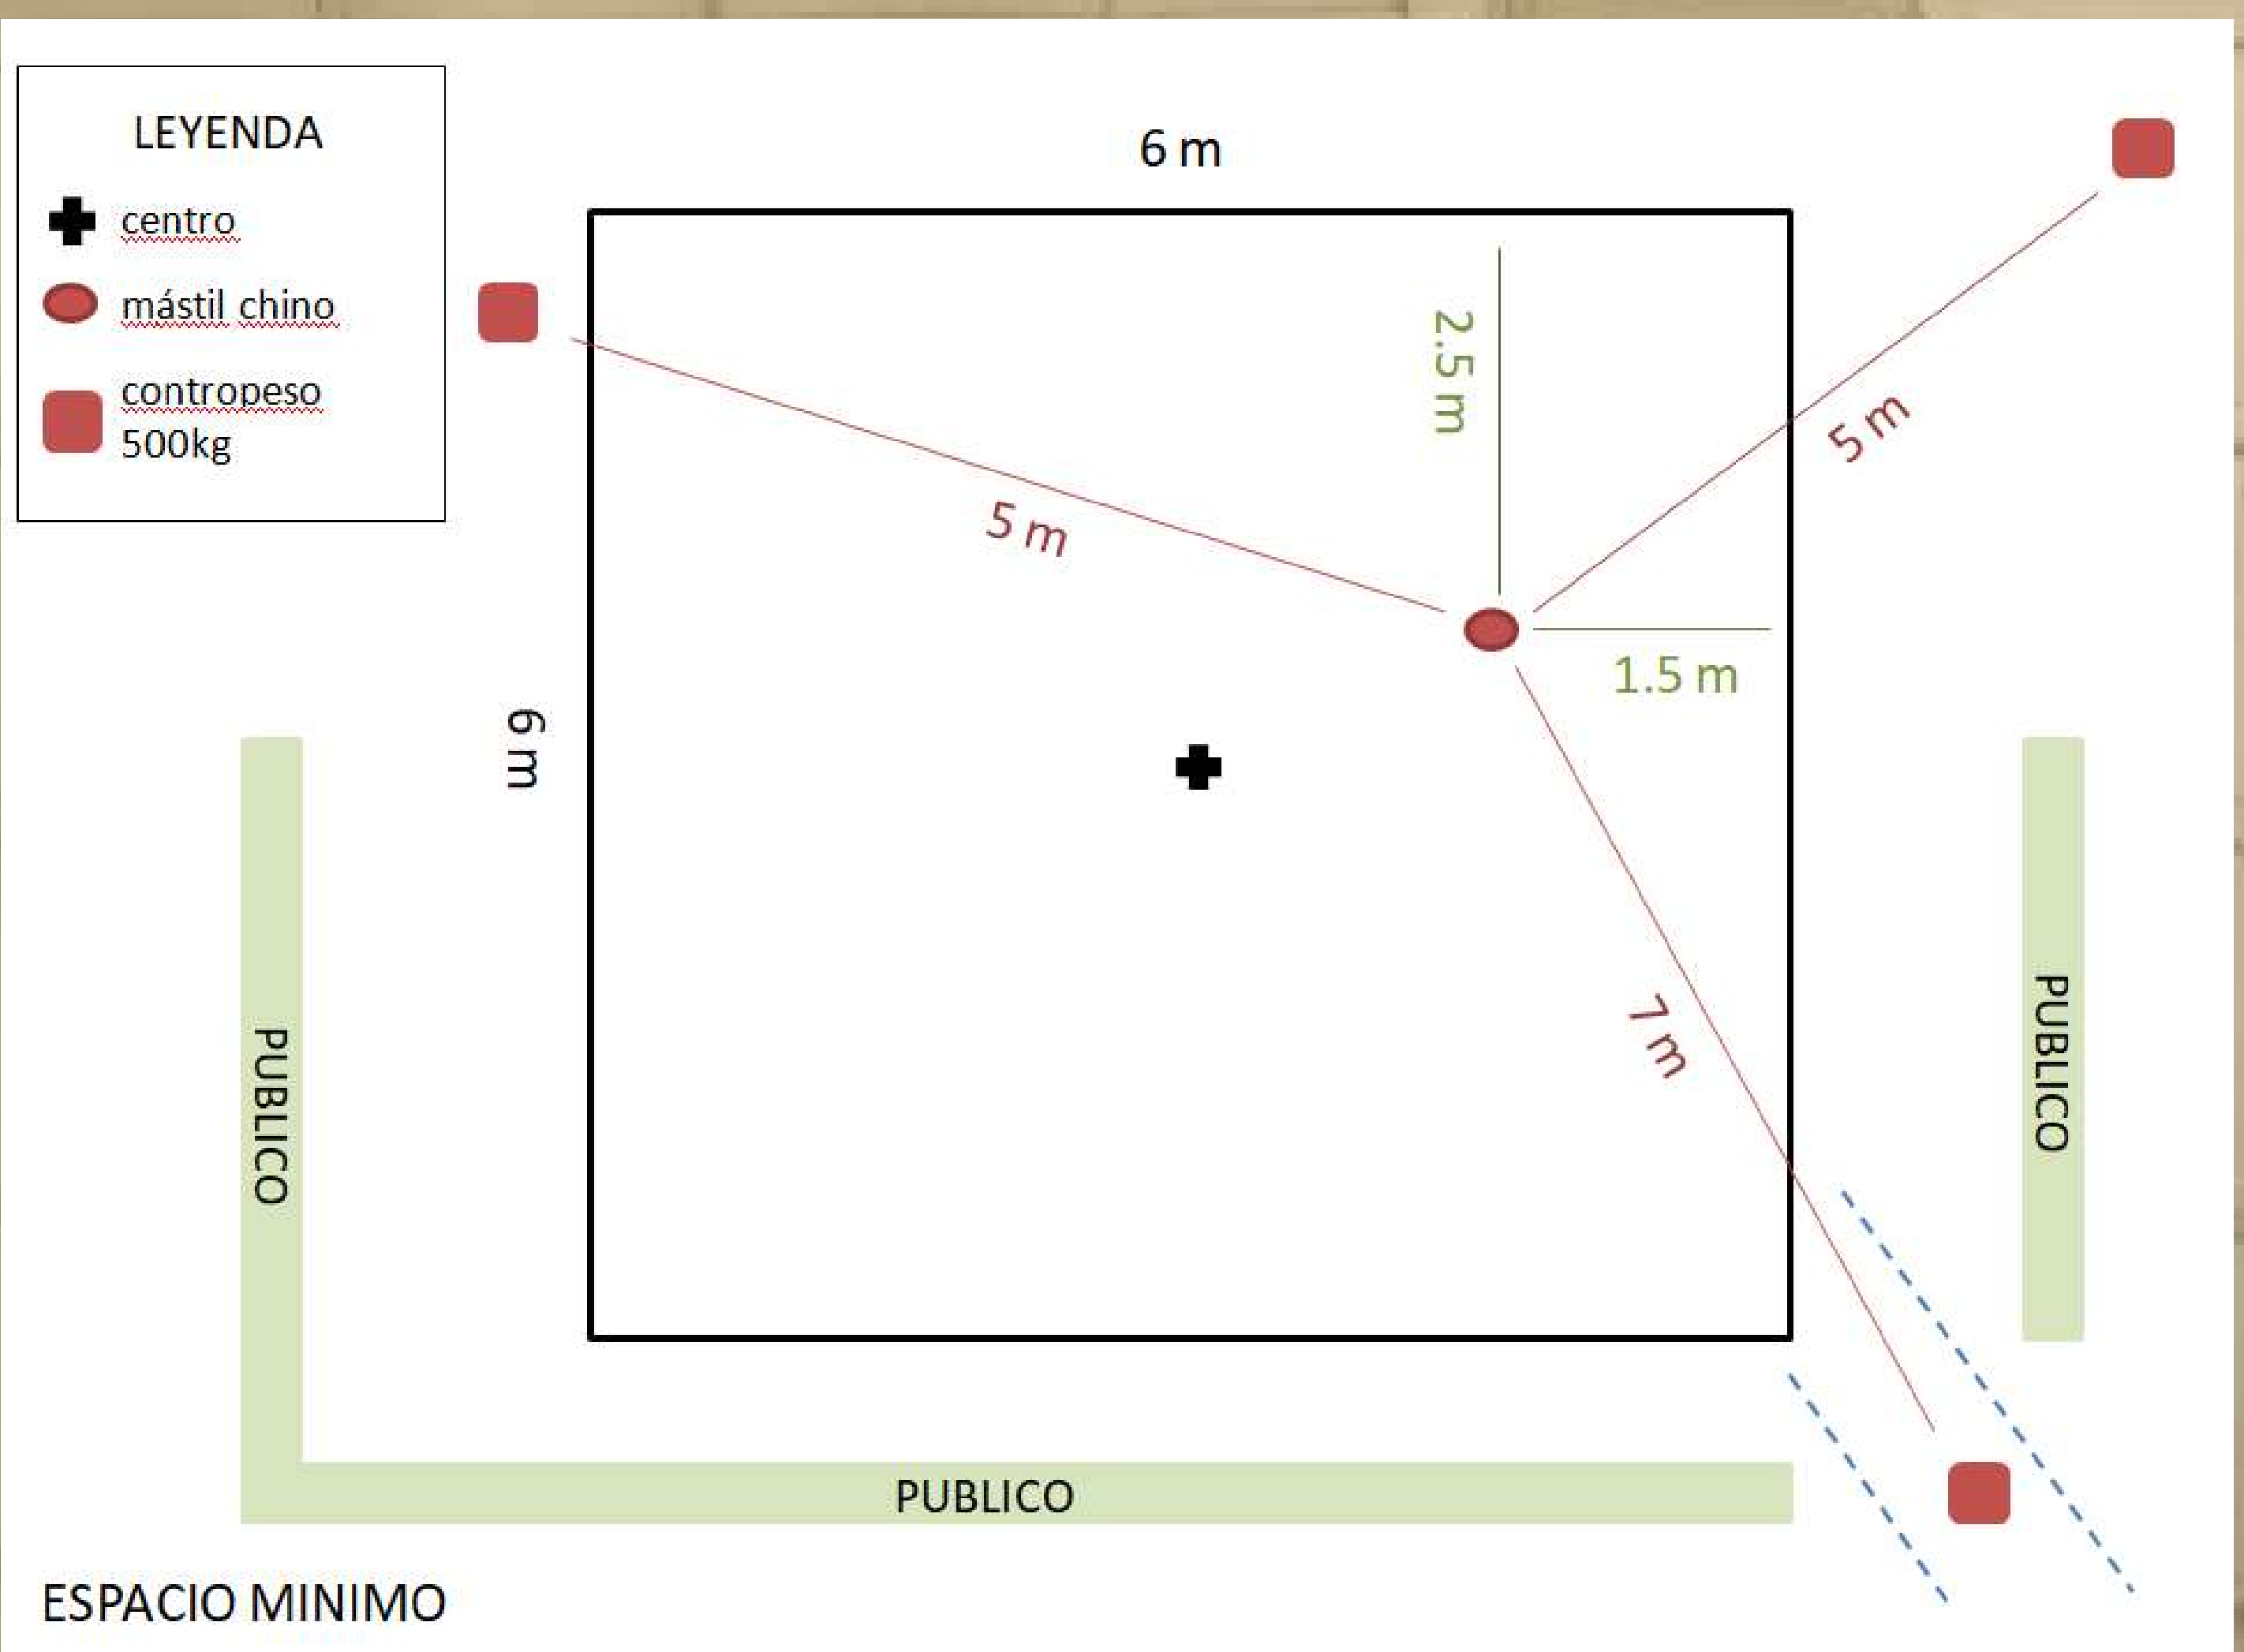 LEYENDA
centro
mástil chino
contropeso
500kg
6 m
2.5 m
5 m
5 m
1.5 m
6 m
7 m
PUBLICO
PUBLICO
PUBLICO
ESPACIO MINIMO